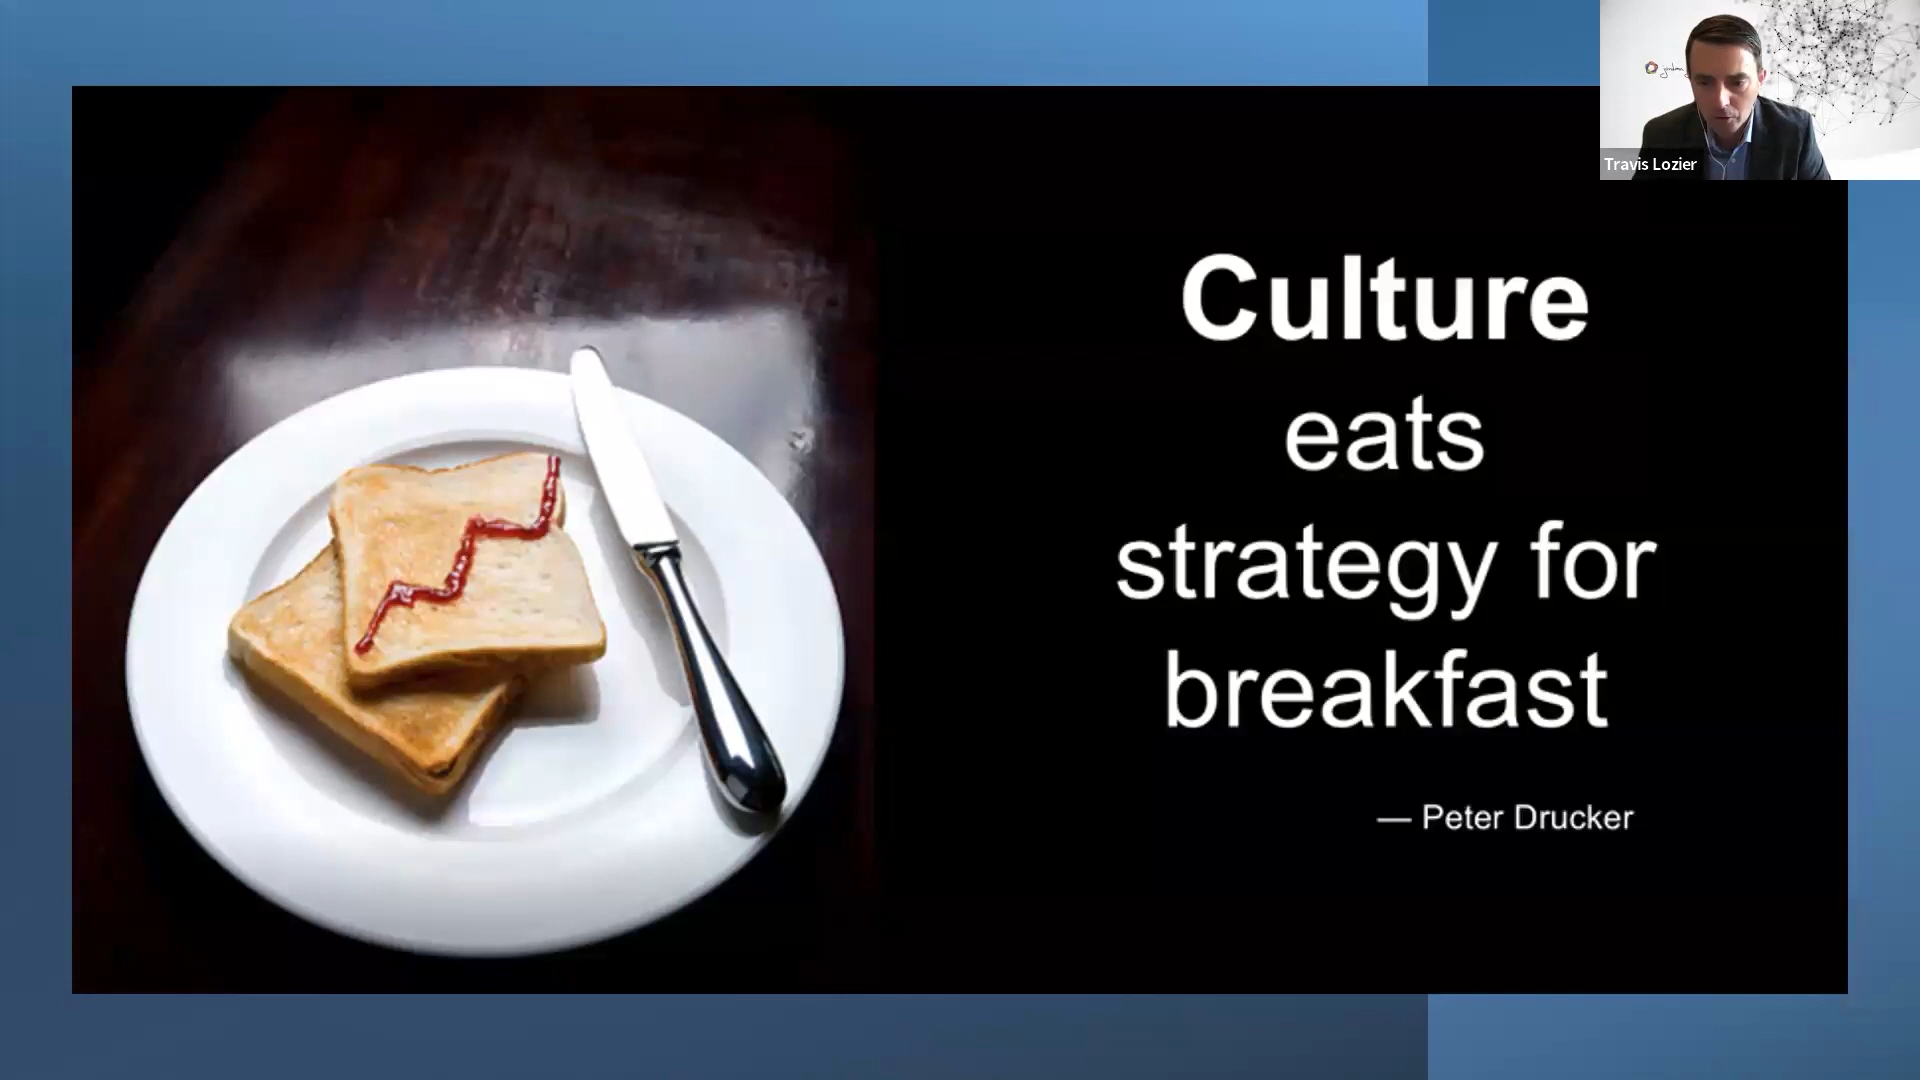 Culture
eats
strategy for
breakfast
— Peter Drucker
Travis Lozier